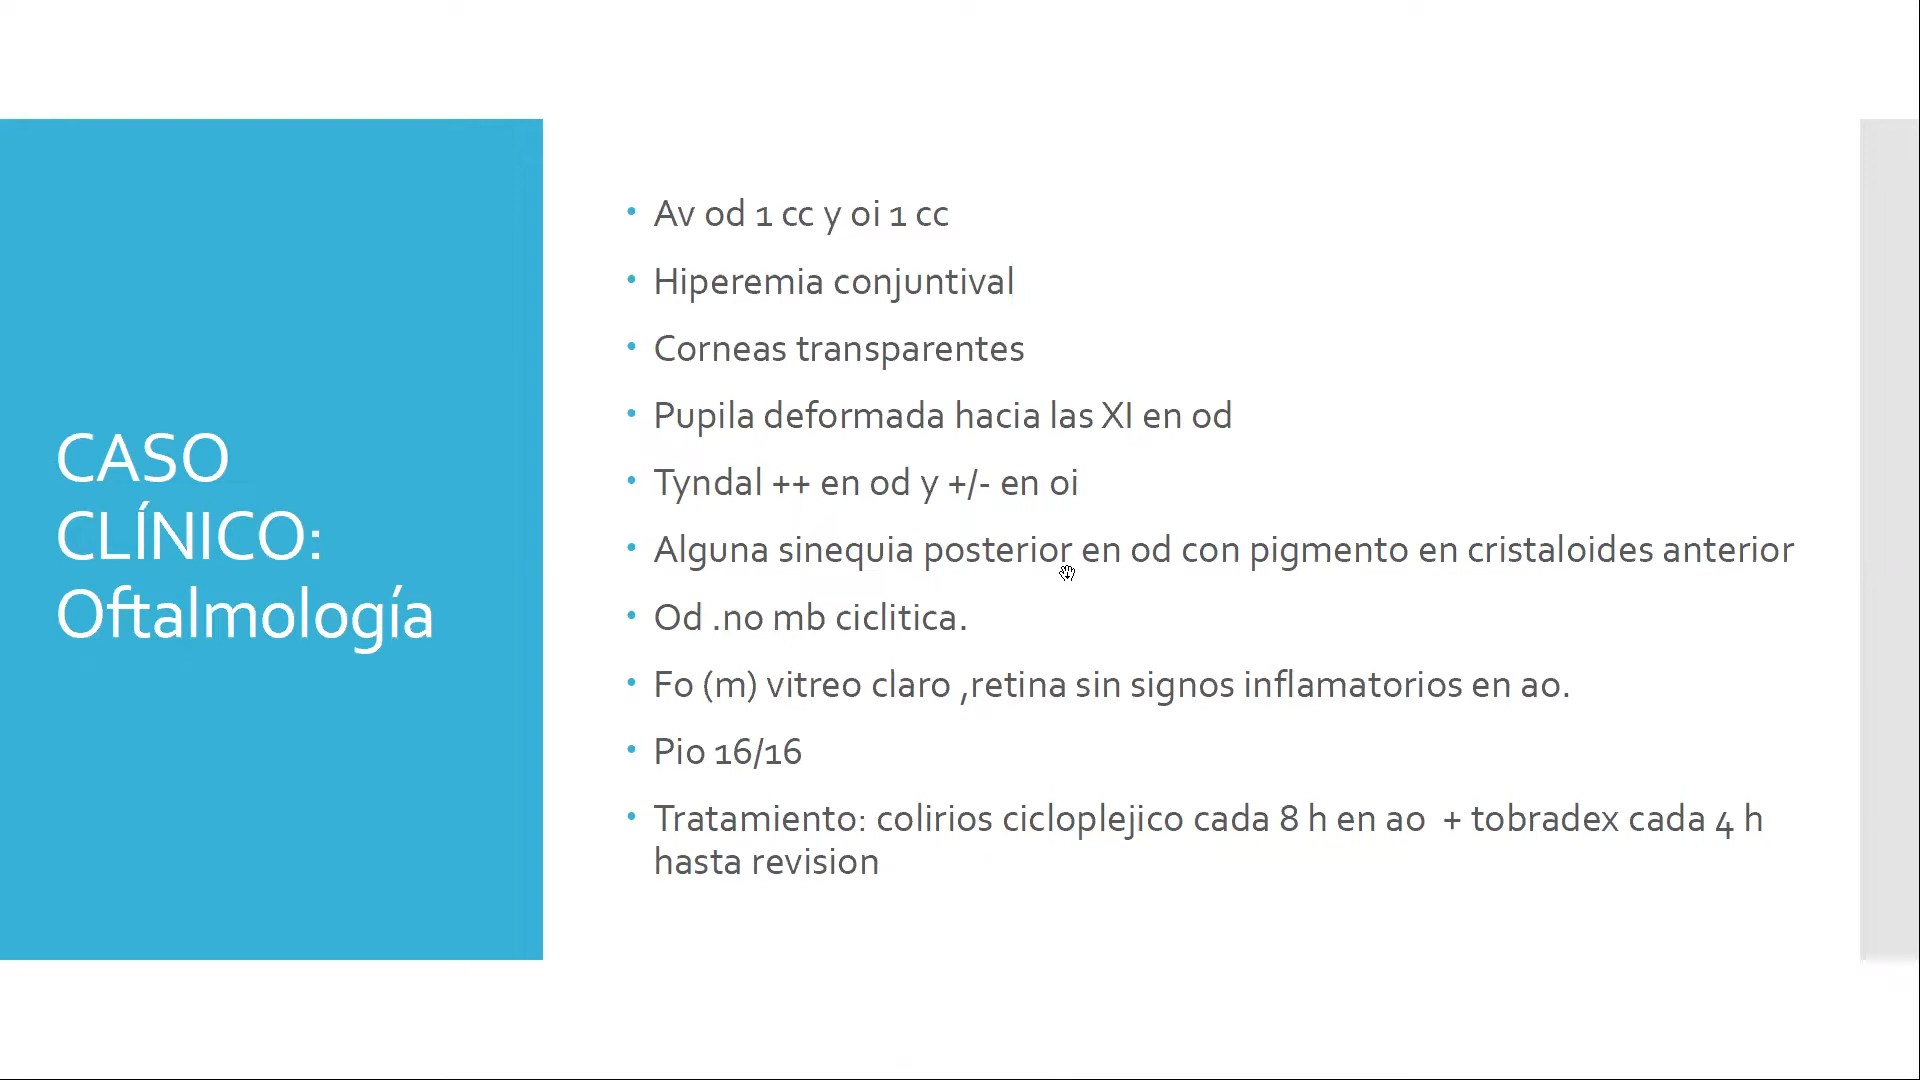 CASO
CLÍNICO:
Oftalmología
• Av od 1 cc y oi 1 cc
• Hiperemia conjuntival
• Corneas transparentes
• Pupila deformada hacia las XI en od
• Tyndal ++ en od y +/- en oi
• Alguna sinequia posterior en od con pigmento en cristaloides anterior
• Od .no mb ciclitica.
• Fo (m) vitreo claro ,retina sin signos inflamatorios en ao.
• Pio 16/16
• Tratamiento: colirios cicloplejico cada 8 h en ao + tobradex cada 4 h
hasta revision